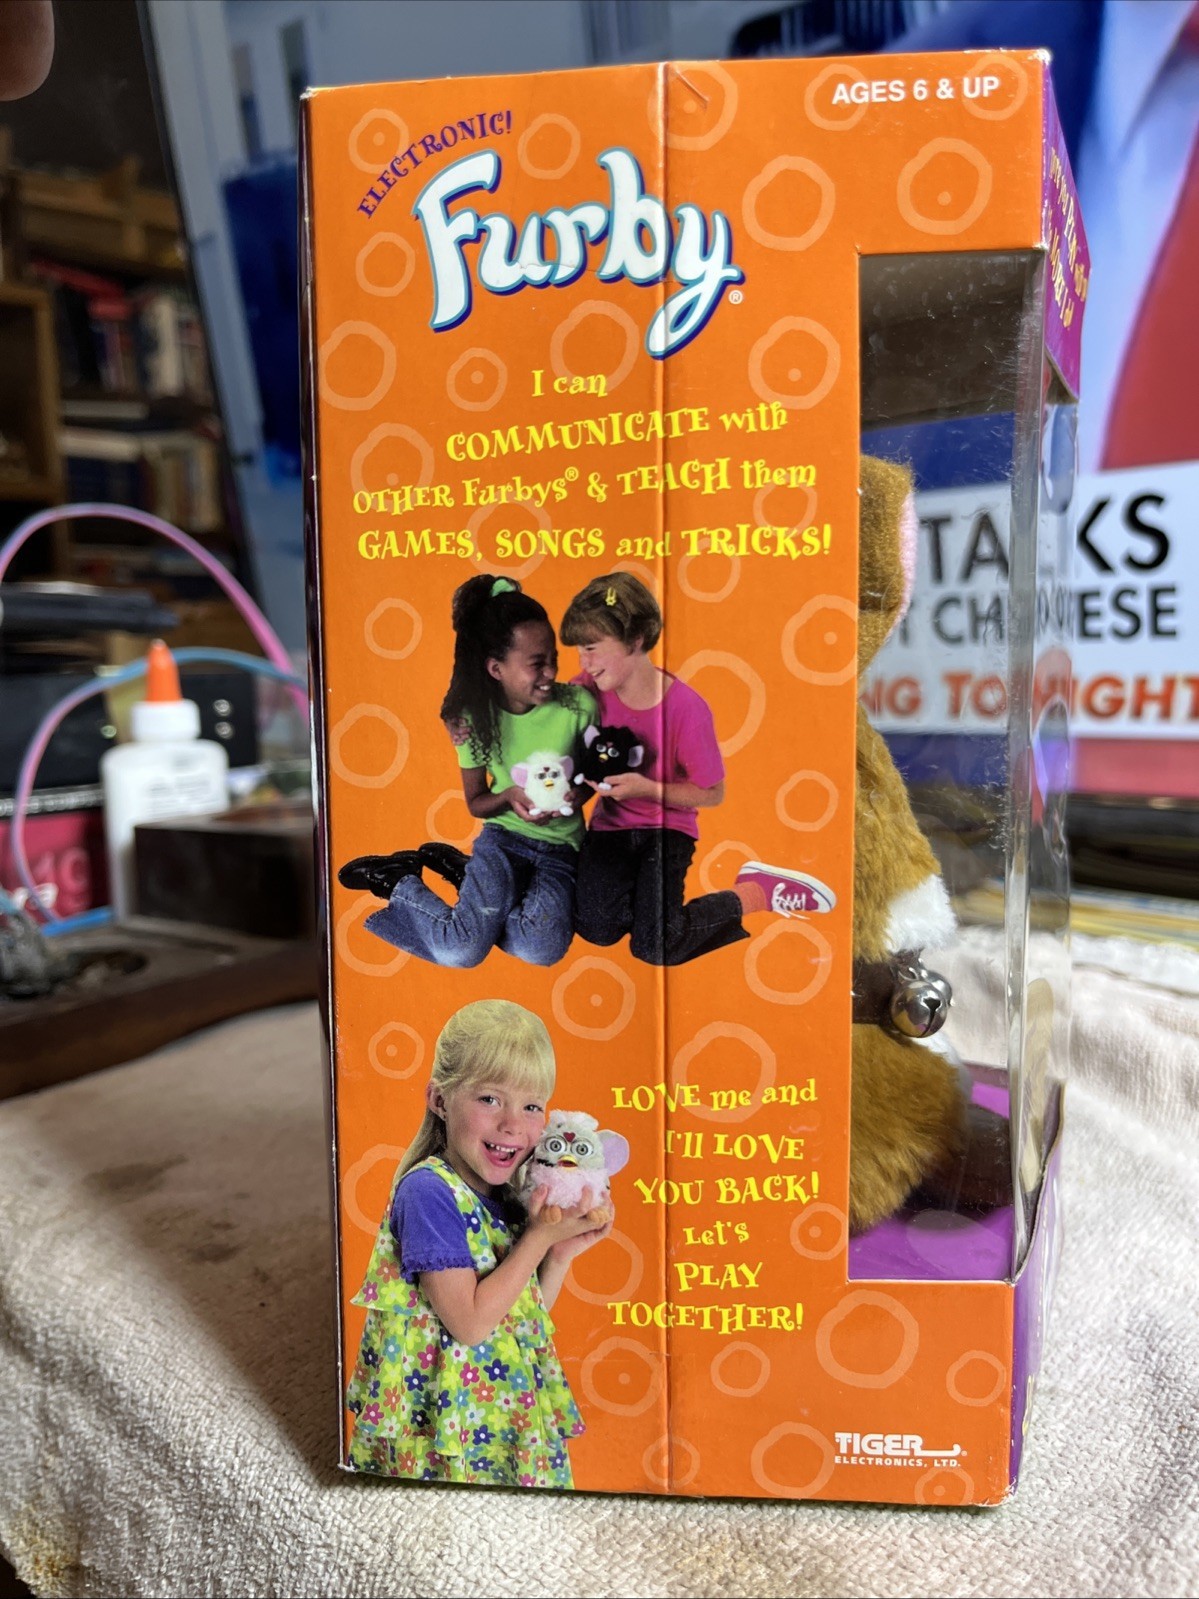 AGES 6 & UP
ELECTRONIC!
Furby®
I can
COMMUNICATE with
OTHER Furbys® & TEACH them
GAMES, SONGS and TRICKS!
LOVE me and
I'll LOVE
YOU BACK!
Let's
PLAY
TOGETHER!
TIGER®
ELECTRONICS, LTD.